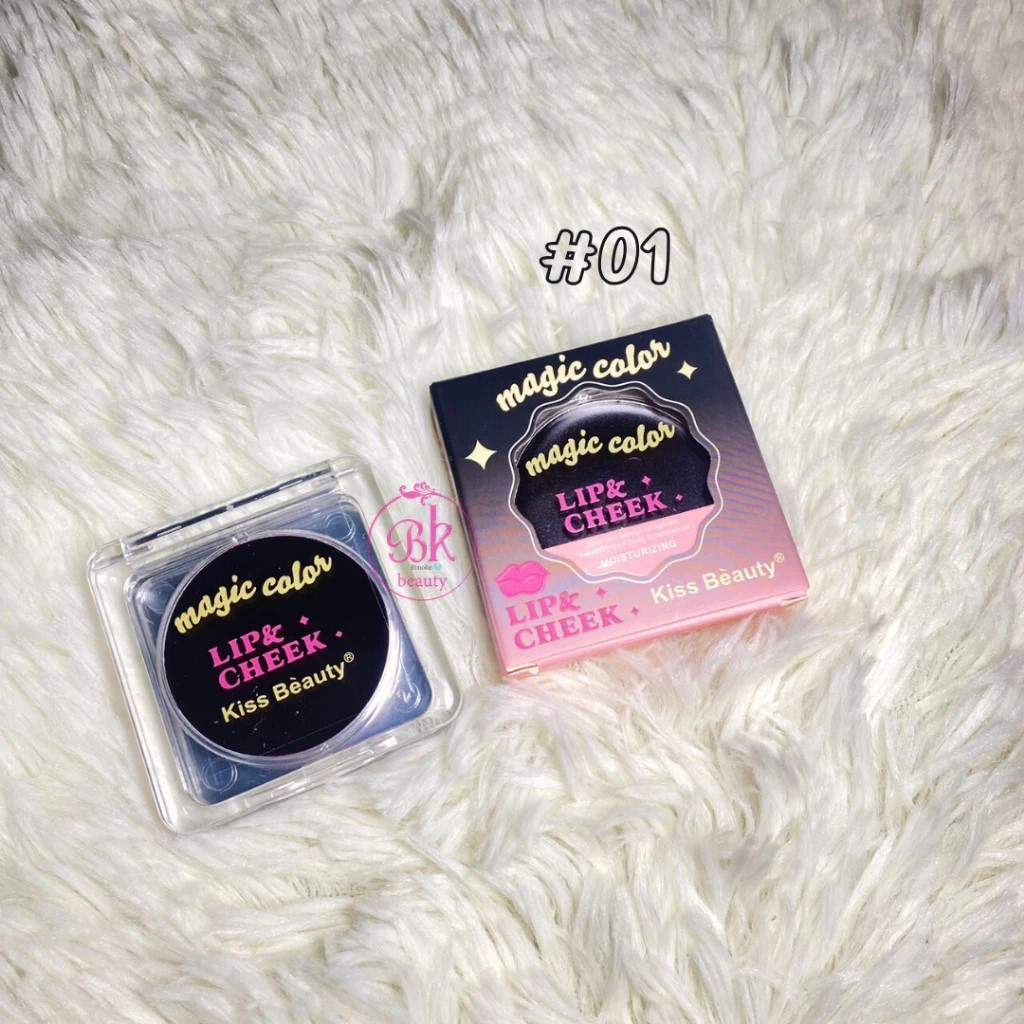 #01
magic color
magic color
LIP&
CHEEK
MOISTURIZING
LIP&
CHEEK
Kiss Bèauty®
magic color
LIP&
CHEEK
Kiss Bèauty®
Bk
beauty